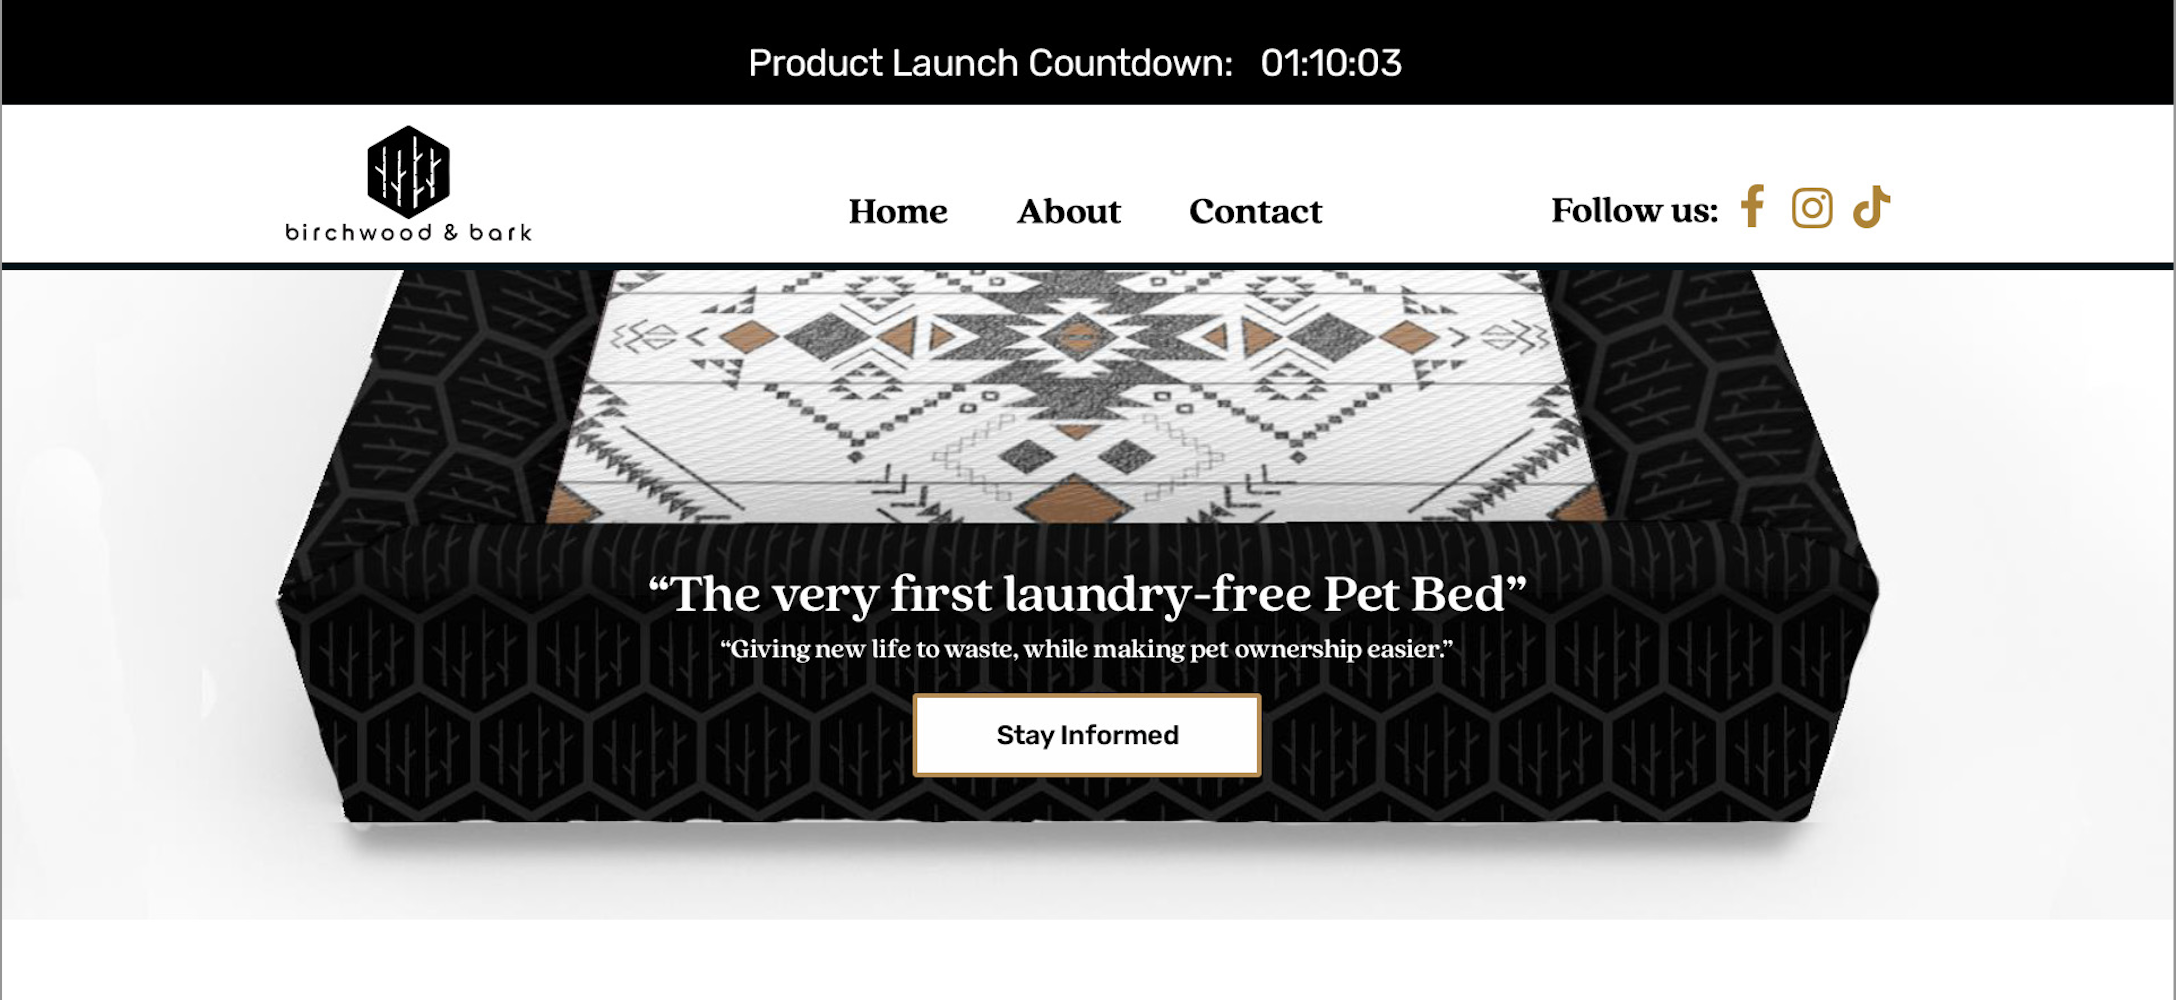 Product Launch Countdown: 01:10:03
birchwood & bark
Home About Contact
Follow us:
“The very first laundry-free Pet Bed”
“Giving new life to waste, while making pet ownership easier.”
Stay Informed